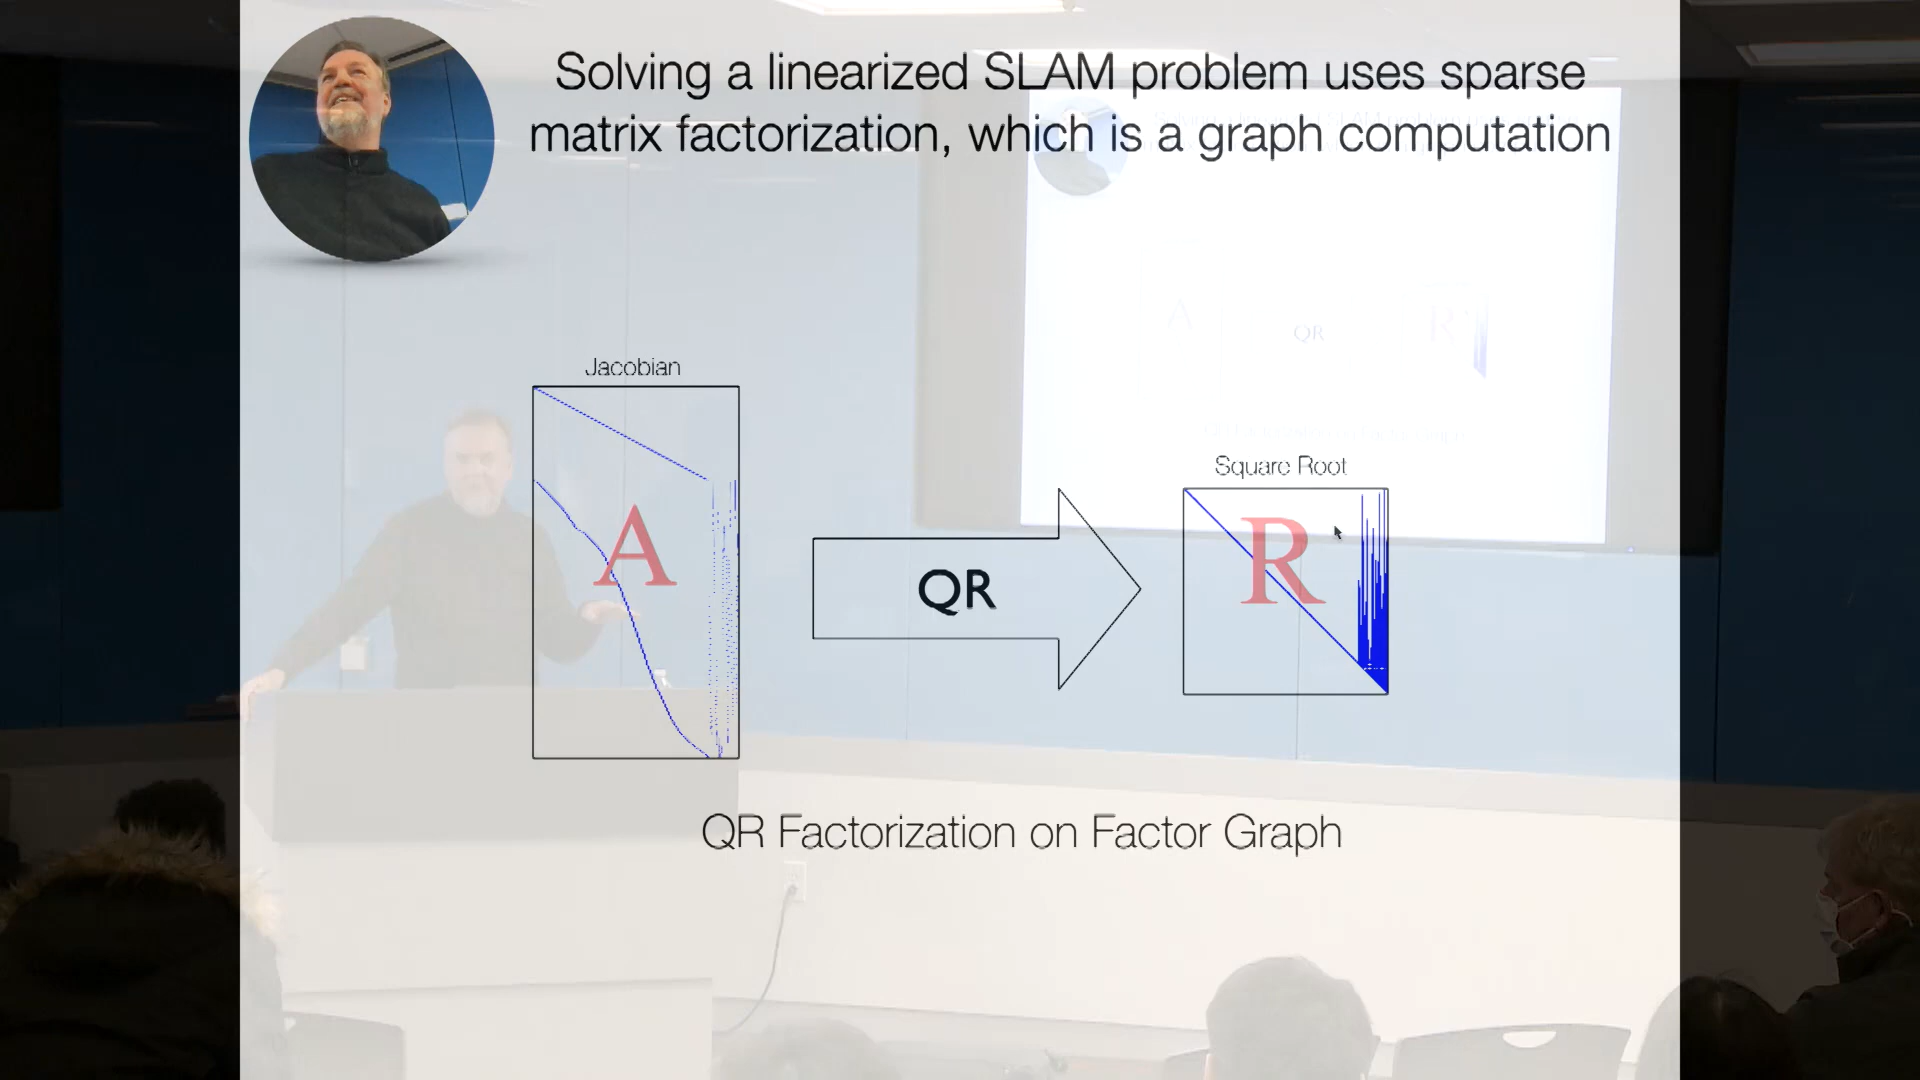 Solving a linearized SLAM problem uses sparse
matrix factorization, which is a graph computation
Jacobian
A
QR
Square Root
R
QR Factorization on Factor Graph
A
QR
R